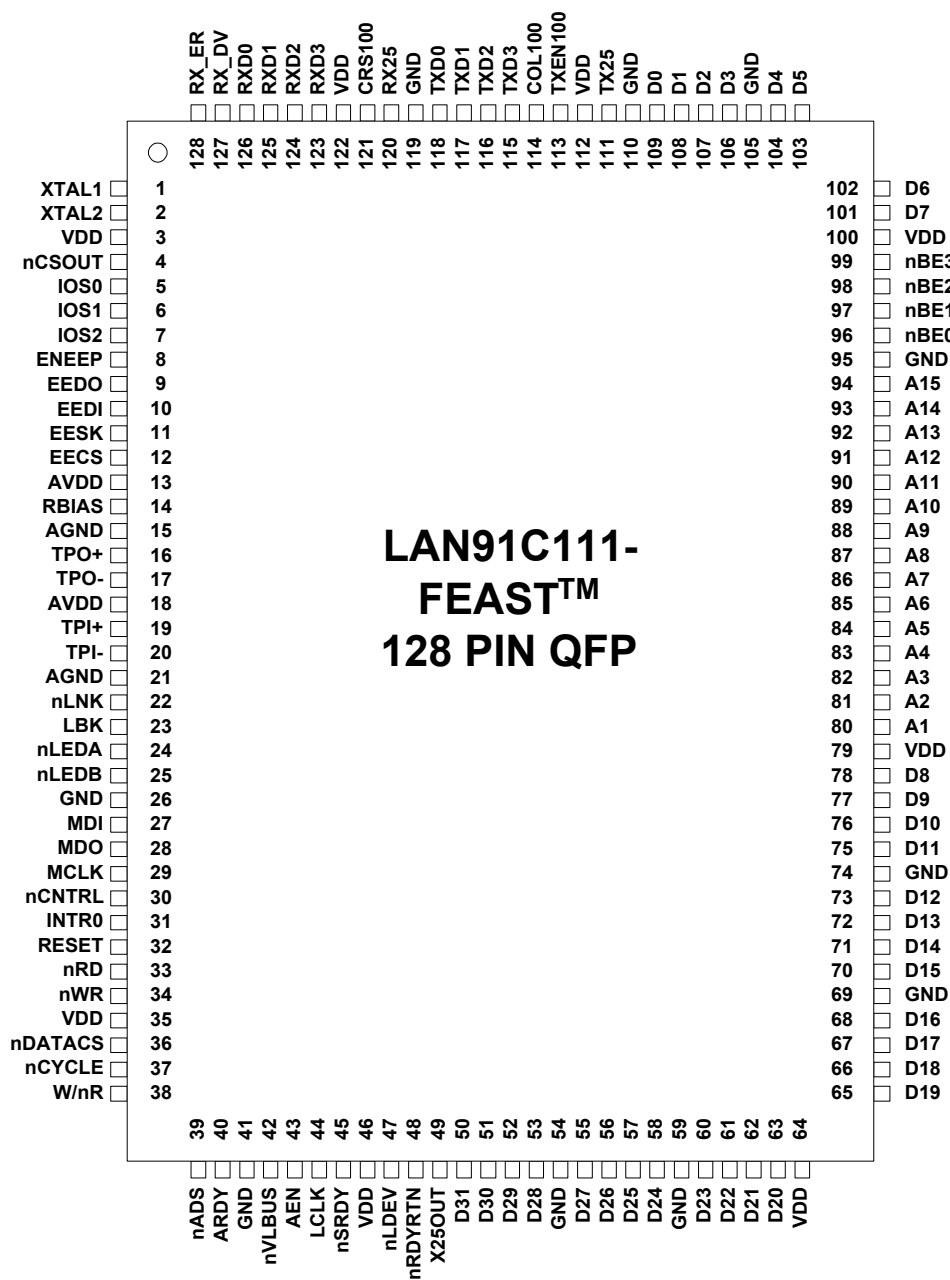 RX_ER RX_DV RXD0 RXD1 RXD2 RXD3 VDD CRS100 RX25 GND TXD0 TXD1 TXD2 TXD3 COL100 TXEN100 VDD TX25 GND D0 D1 D2 D3 GND D4 D5
128 127 126 125 124 123 122 121 120 119 118 117 116 115 114 113 112 111 110 109 108 107 106 105 104 103
XTAL1 1 102 D6
XTAL2 2 101 D7
VDD 3 100 VDD
nCSOUT 4 99 nBE3
IOS0 5 98 nBE2
IOS1 6 97 nBE1
IOS2 7 96 nBE0
ENEEP 8 95 GND
EEDO 9 94 A15
EEDI 10 93 A14
EESK 11 92 A13
EECS 12 91 A12
AVDD 13 90 A11
RBIAS 14 89 A10
AGND 15 88 A9
TPO+ 16 87 A8
TPO- 17 86 A7
AVDD 18 85 A6
TPI+ 19 84 A5
TPI- 20 83 A4
AGND 21 82 A3
nLNK 22 81 A2
LBK 23 80 A1
nLEDA 24 79 VDD
nLEDB 25 78 D8
GND 26 77 D9
MDI 27 76 D10
MDO 28 75 D11
MCLK 29 74 GND
nCNTRL 30 73 D12
INTR0 31 72 D13
RESET 32 71 D14
nRD 33 70 D15
nWR 34 69 GND
VDD 35 68 D16
nDATACS 36 67 D17
nCYCLE 37 66 D18
W/nR 38 65 D19
LAN91C111-
FEAST™
128 PIN QFP
39 40 41 42 43 44 45 46 47 48 49 50 51 52 53 54 55 56 57 58 59 60 61 62 63 64
nADS ARDY GND nVLBUS AEN LCLK nSRDY VDD nLDEV nRDYRTN X25OUT D31 D30 D29 D28 GND D27 D26 D25 D24 GND D23 D22 D21 D20 VDD